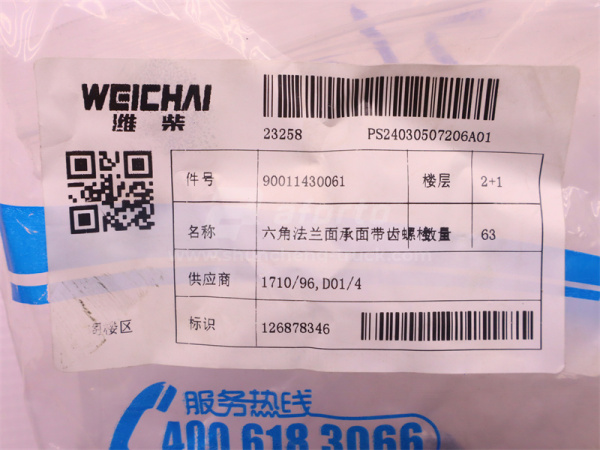 WEICHAI
潍柴
23258 PS24030507206A01
件号 90011430061 楼层 2+1
名称 六角法兰面承面带齿螺栓 数量 63
供应商 1710/96,D01/4
标识 126878346
接区
服务热线
400 618 3066